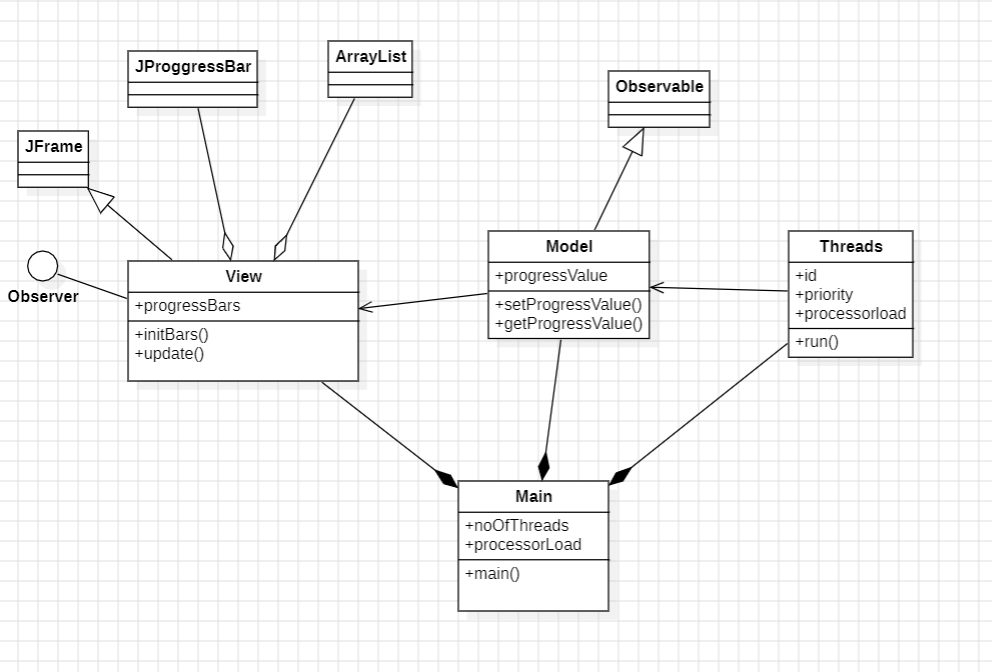 JProggressBar
ArrayList
Observable
JFrame
Observer
View
+progressBars
+initBars()
+update()
Model
+progressValue
+setProgressValue()
+getProgressValue()
Threads
+id
+priority
+processorload
+run()
Main
+noOfThreads
+processorLoad
+main()